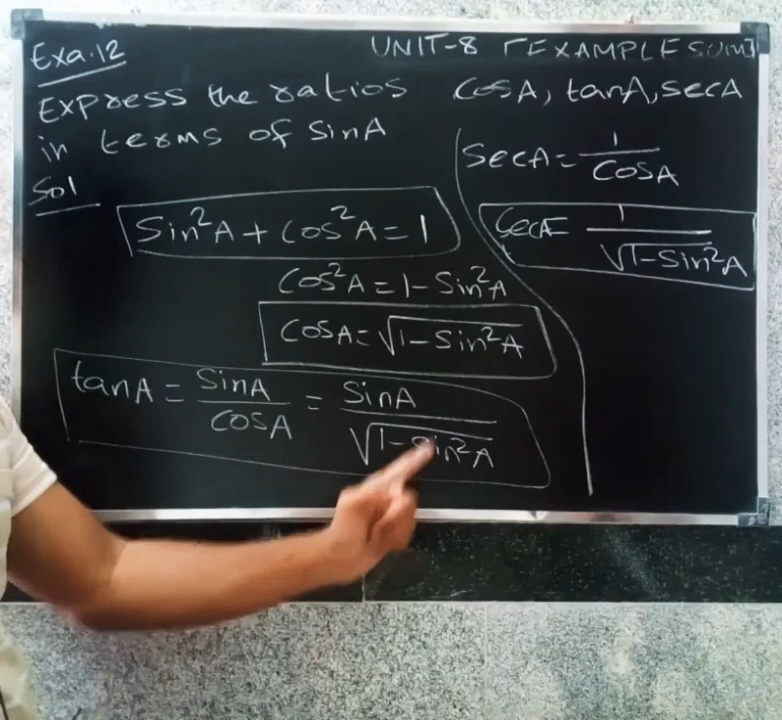 Exa.12
UNIT-8 [EXAMPLE SUM]
Express the ratios cosA, tanA, secA
in terms of sinA
Sol
Sin²A + Cos²A = 1
Cos²A = 1 - Sin²A
CosA = √1 - Sin²A
tanA = SinA/COSA = SinA/√1-Sin²A
SecA = 1/COSA
SecA = 1/√1-Sin²A